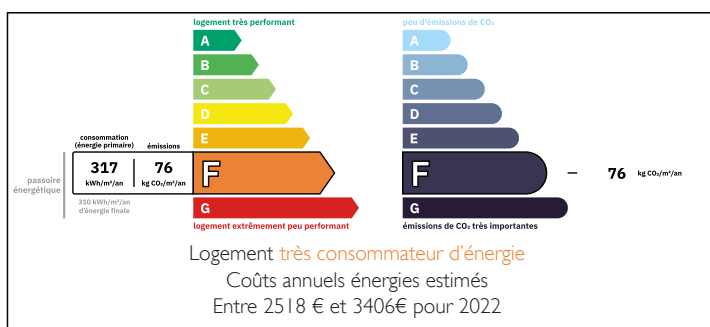 logement très performant
peu d'émissions de CO₂
A
B
C
D
E
F
G
A
B
C
D
E
F
G
consommation
(énergie primaire)
émissions
317
kWh/m²/an
76
kg CO₂/m²/an
passoire
énergétique
310 kWh/m²/an
d'énergie finale
76 kg CO₂/m²/an
logement extrêmement peu performant
émissions de CO₂ très importantes
Logement très consommateur d'énergie
Coûts annuels énergies estimés
Entre 2518 € et 3406€ pour 2022